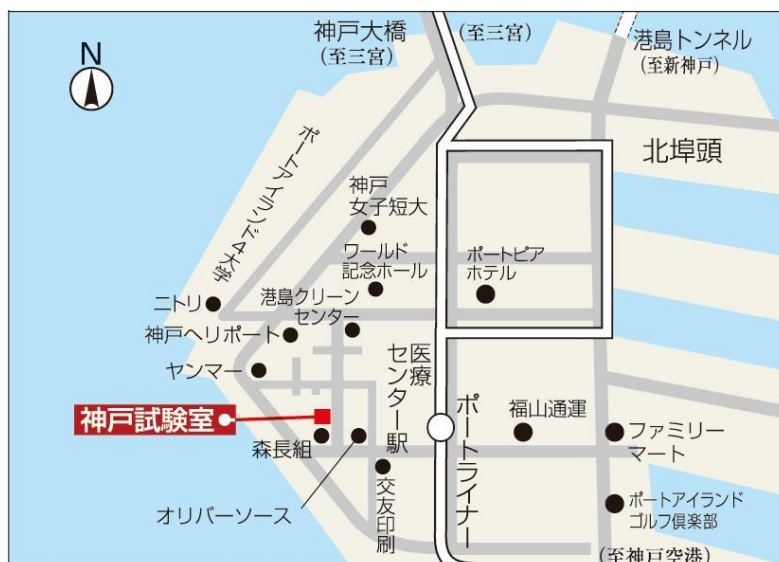 神戸大橋
(至三宮)
(至三宮)
港島トンネル
(至新神戸)
N
北埠頭
ポートアイランド4大学
神戸
女子短大
ワールド
記念ホール
ポートピア
ホテル
ニトリ
港島クリーン
センター
神戸ヘリポート
ヤンマー
医療
センター駅
ポートライナー
福山通運
ファミリー
マート
神戸試験室
森長組
オリバーソース
交友印刷
ポートアイランド
ゴルフ倶楽部
(至神戸空港)